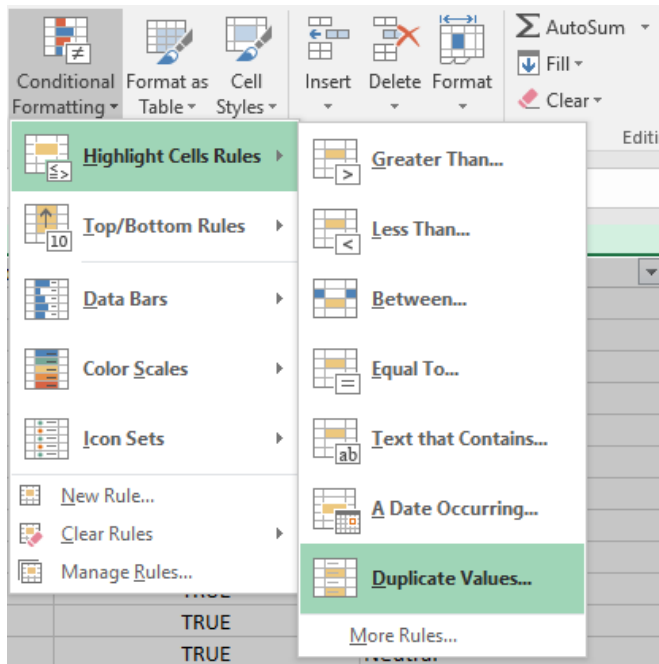 AutoSum
Conditional Formatting
Format as Table
Cell Styles
Insert
Delete
Format
Fill
Clear
Highlight Cells Rules
Top/Bottom Rules
10
Data Bars
Color Scales
Icon Sets
New Rule...
Clear Rules
Manage Rules...
Greater Than...
Less Than...
Between...
Equal To...
ab
Text that Contains...
A Date Occurring...
Duplicate Values...
More Rules...
TRUE
TRUE
TRUE
Neutral